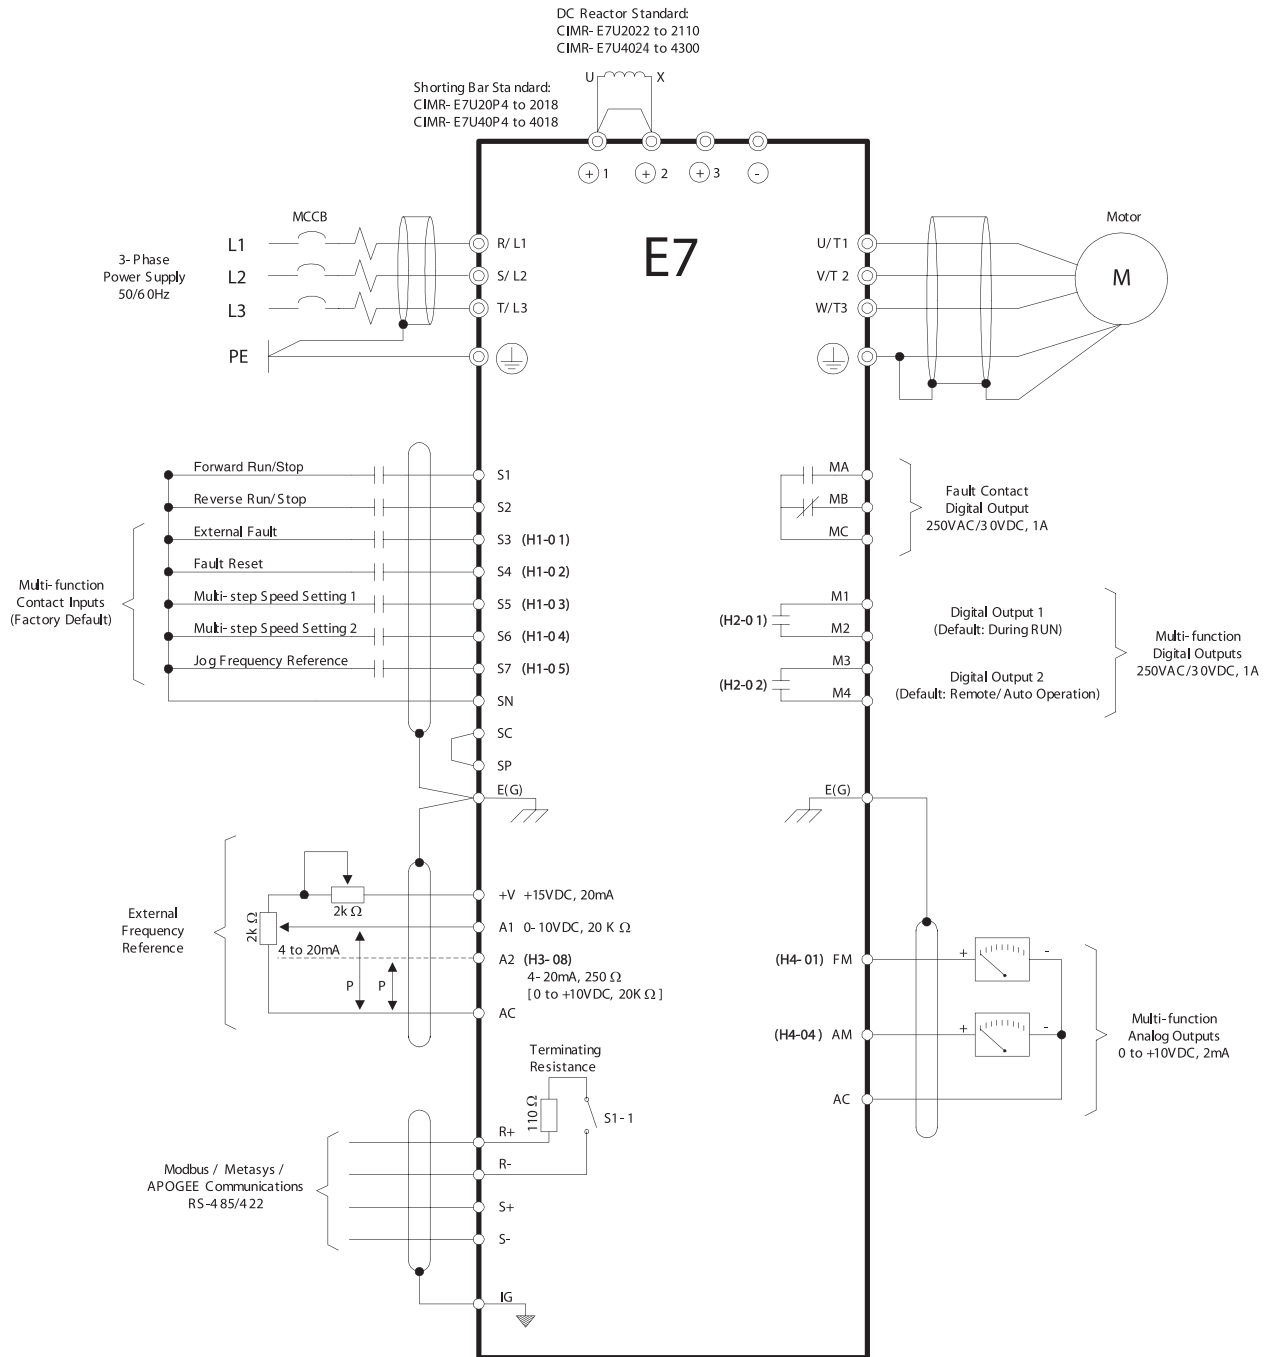 DC Reactor Standard:
CIMR-E7U2022 to 2110
CIMR-E7U4024 to 4300
U X
Shorting Bar Standard:
CIMR-E7U20P4 to 2018
CIMR-E7U40P4 to 4018
+ 1 + 2 + 3 -
E7
MCCB
3-Phase
Power Supply
50/60Hz
L1
L2
L3
PE
R/L1
S/L2
T/L3
U/T1
V/T2
W/T3
Motor
M
Multi-function
Contact Inputs
(Factory Default)
Forward Run/Stop
Reverse Run/Stop
External Fault
Fault Reset
Multi-step Speed Setting 1
Multi-step Speed Setting 2
Jog Frequency Reference
S1
S2
S3 (H1-01)
S4 (H1-02)
S5 (H1-03)
S6 (H1-04)
S7 (H1-05)
SN
SC
SP
E(G)
MA
MB
MC
Fault Contact
Digital Output
250VAC/30VDC, 1A
(H2-01)
M1
M2
Digital Output 1
(Default: During RUN)
(H2-02)
M3
M4
Digital Output 2
(Default: Remote/Auto Operation)
Multi-function
Digital Outputs
250VAC/30VDC, 1A
E(G)
External
Frequency
Reference
2k Ω
2k Ω
4 to 20mA
P P
+V +15VDC, 20mA
A1 0-10VDC, 20 K Ω
A2 (H3-08)
4-20mA, 250 Ω
[0 to +10VDC, 20K Ω]
AC
(H4-01) FM
+ -
(H4-04) AM
+ -
AC
Multi-function
Analog Outputs
0 to +10VDC, 2mA
Terminating
Resistance
110 Ω
S1-1
Modbus / Metasys /
APOGEE Communications
RS-485/422
R+
R-
S+
S-
IG